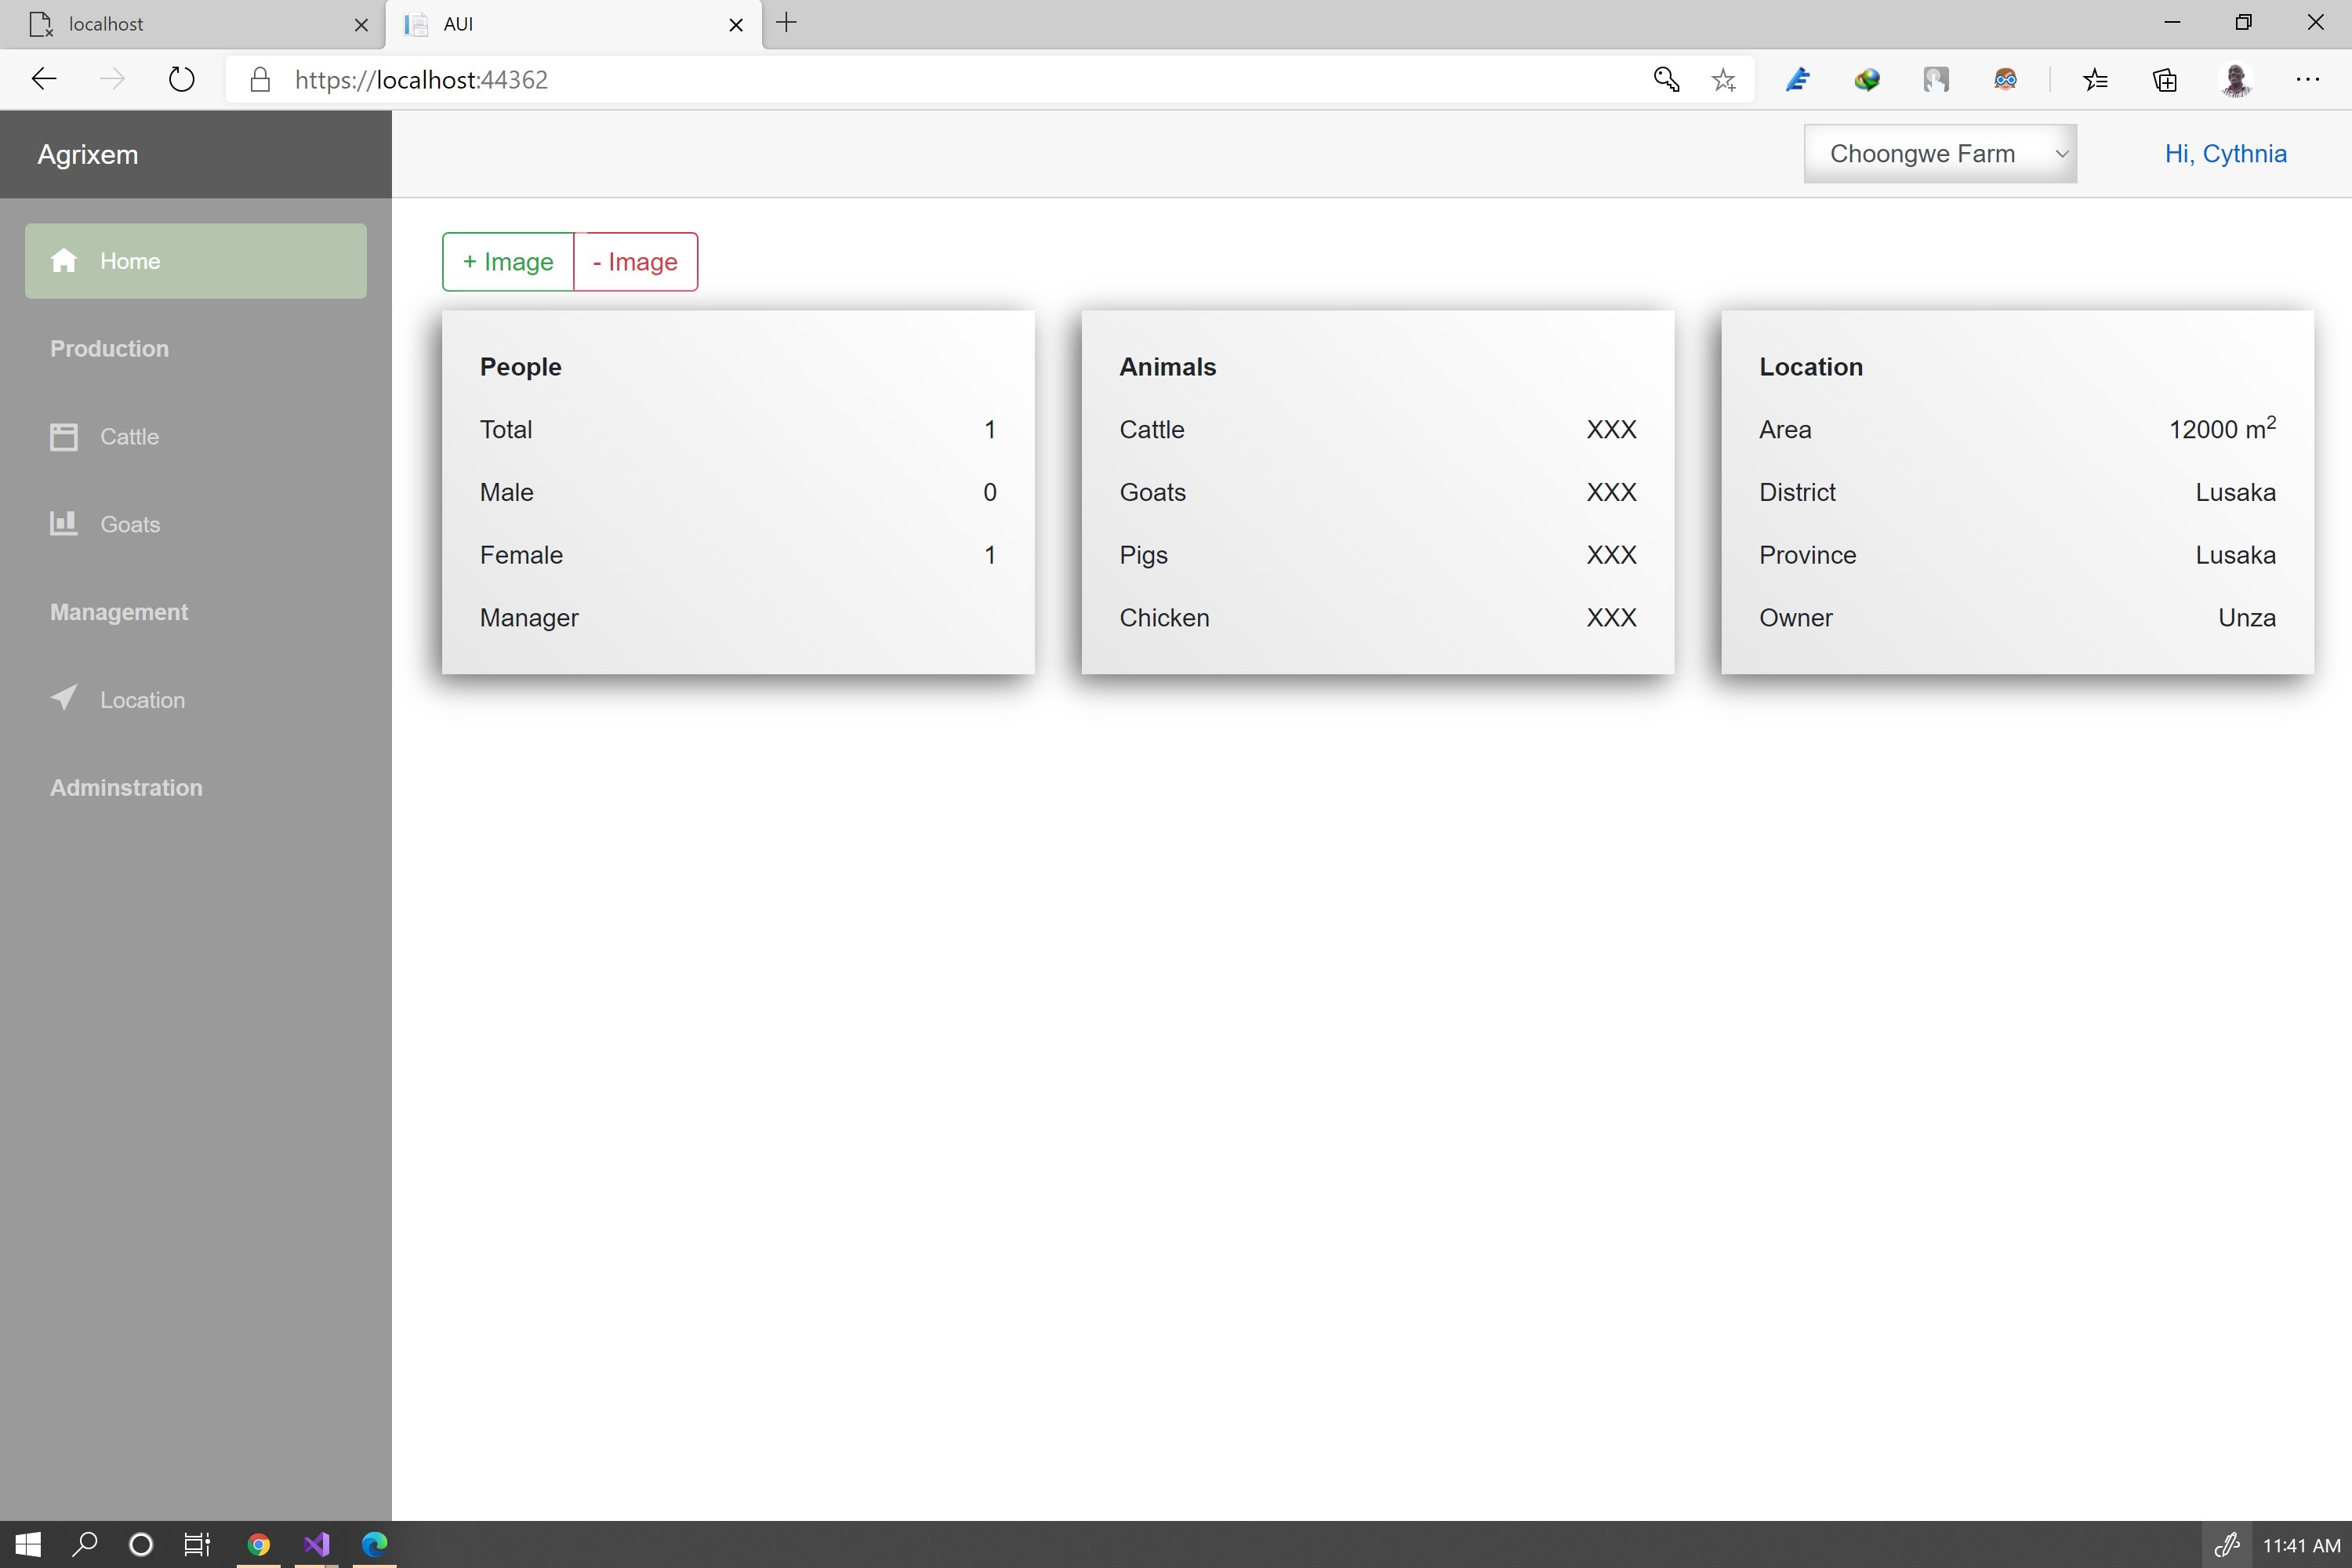 localhost
AUI
https://localhost:44362
Agrixem
Choongwe Farm
Hi, Cythnia
Home
Production
Cattle
Goats
Management
Location
Adminstration
+ Image
- Image
People
Total 1
Male 0
Female 1
Manager
Animals
Cattle XXX
Goats XXX
Pigs XXX
Chicken XXX
Location
Area 12000 m²
District Lusaka
Province Lusaka
Owner Unza
11:41 AM